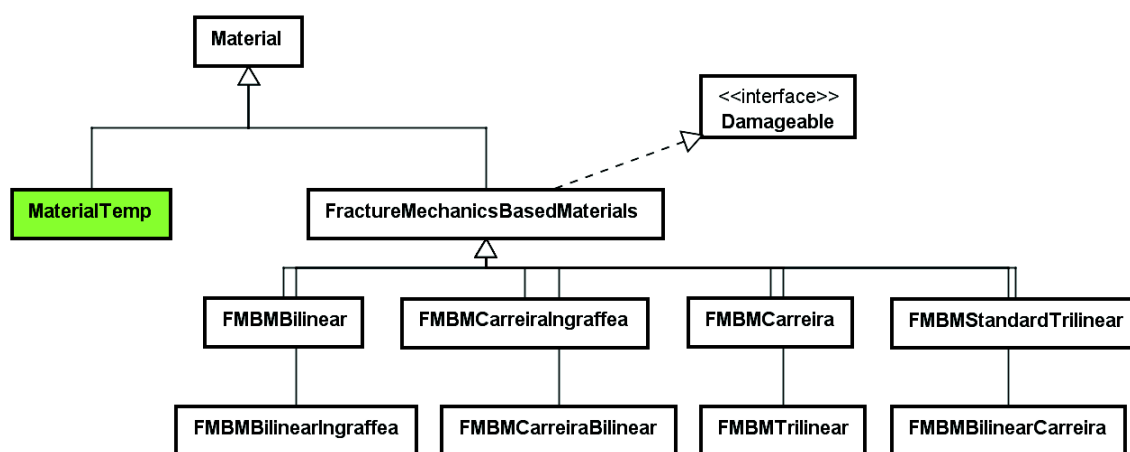 Material
<<interface>>
Damageable
MaterialTemp
FractureMechanicsBasedMaterials
FMBMBilinear
FMBMCarreiraIngraffea
FMBMCarreira
FMBMStandardTrilinear
FMBMBilinearIngraffea
FMBMCarreiraBilinear
FMBMTrilinear
FMBMBilinearCarreira